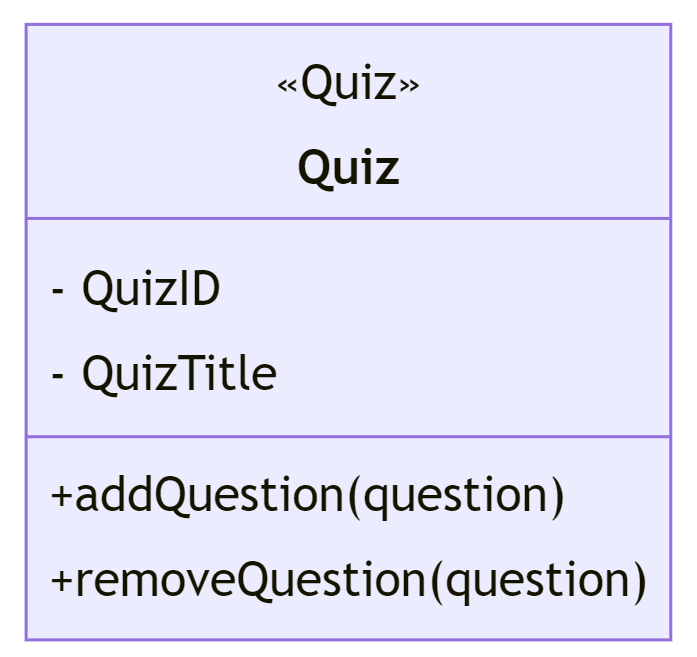 «Quiz»
Quiz
- QuizID
- QuizTitle
+addQuestion(question)
+removeQuestion(question)